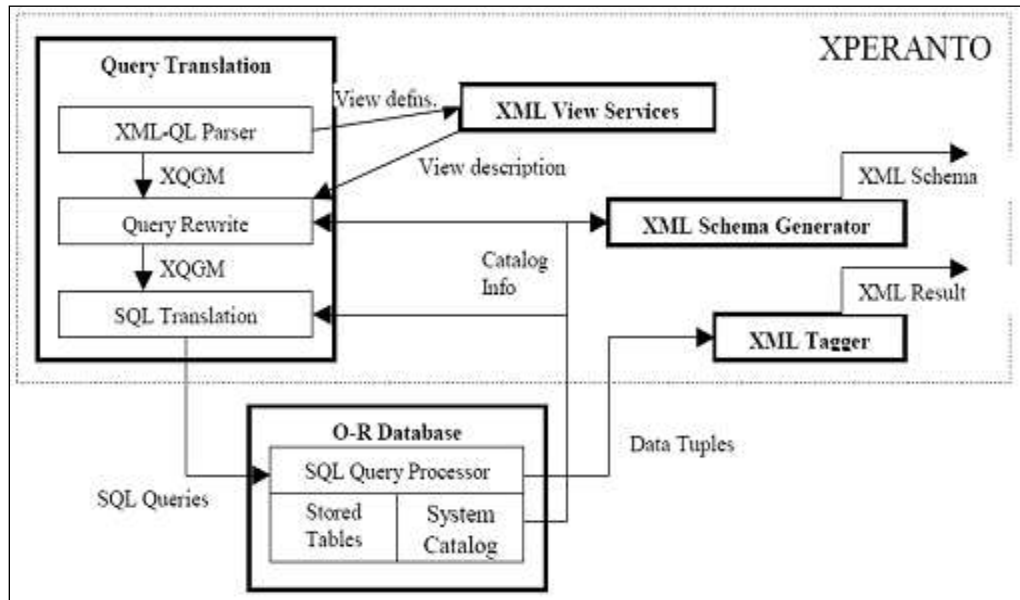 XPERANTO
Query Translation
View defns.
XML View Services
XML-QL Parser
XQGM
View description
XML Schema
Query Rewrite
XML Schema Generator
XQGM
Catalog
Info
XML Result
SQL Translation
XML Tagger
O-R Database
Data Tuples
SQL Query Processor
SQL Queries
Stored
Tables
System
Catalog